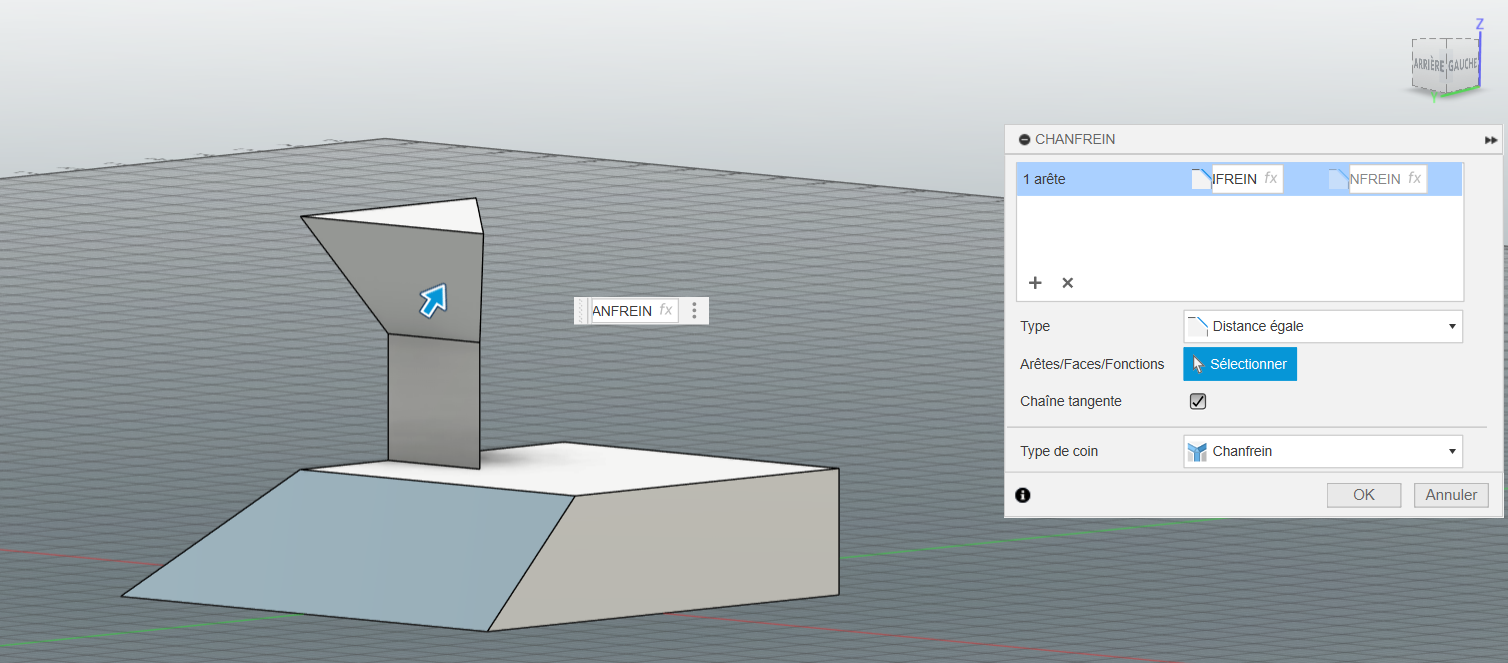 Z
ARRIÈRE GAUCHE
Y
CHANFREIN
1 arête NFREIN fx NFREIN fx
ANFREIN fx
Type Distance égale
Arêtes/Faces/Fonctions Sélectionner
Chaîne tangente
Type de coin Chanfrein
OK Annuler